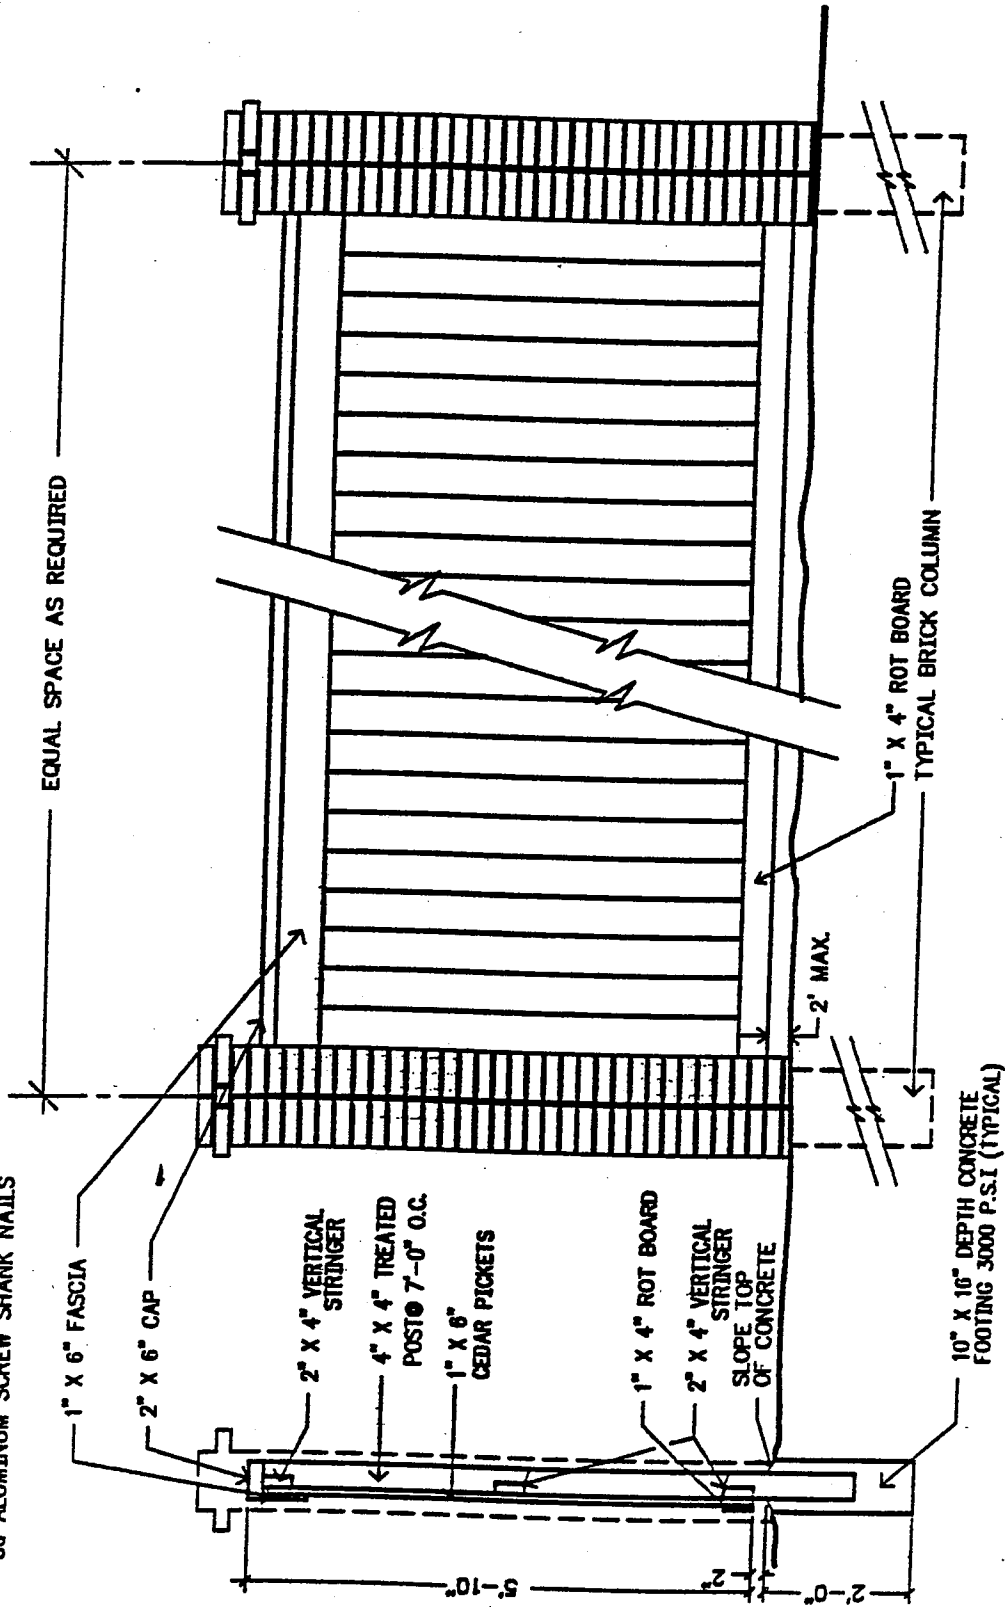 8d ALUMINUM SCREW SHANK NAILS
1" X 6" FASCIA
2" X 6" CAP
2" X 4" VERTICAL
STRINGER
4" X 4" TREATED
POST@ 7'-0" O.C.
1" X 6"
CEDAR PICKETS
1" X 4" ROT BOARD
2" X 4" VERTICAL
STRINGER
SLOPE TOP
OF CONCRETE
10" X 16" DEPTH CONCRETE
FOOTING 3000 P.S.I (TYPICAL)
5'-10"
2"
2'-0"
EQUAL SPACE AS REQUIRED
2' MAX.
1" X 4" ROT BOARD
TYPICAL BRICK COLUMN